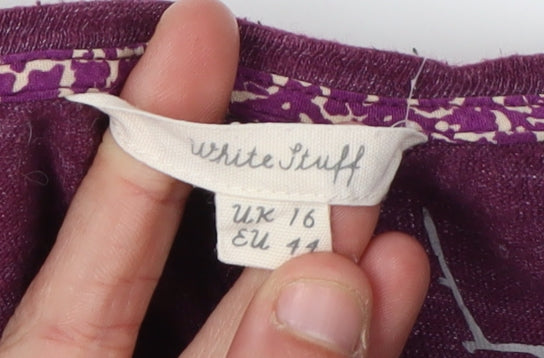 White Stuff
UK 16
EU 44